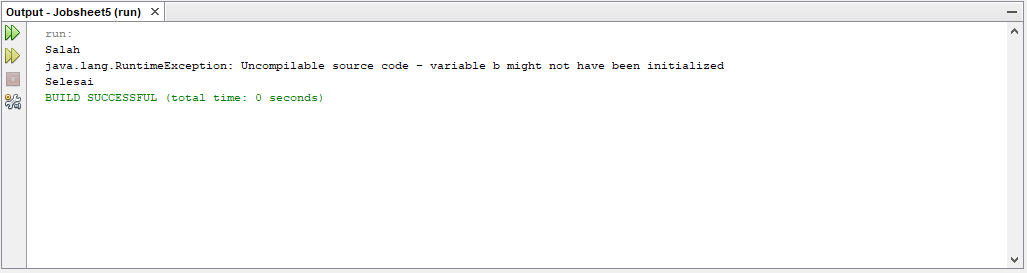 Output - Jobsheet5 (run)
run:
Salah
java.lang.RuntimeException: Uncompilable source code - variable b might not have been initialized
Selesai
BUILD SUCCESSFUL (total time: 0 seconds)